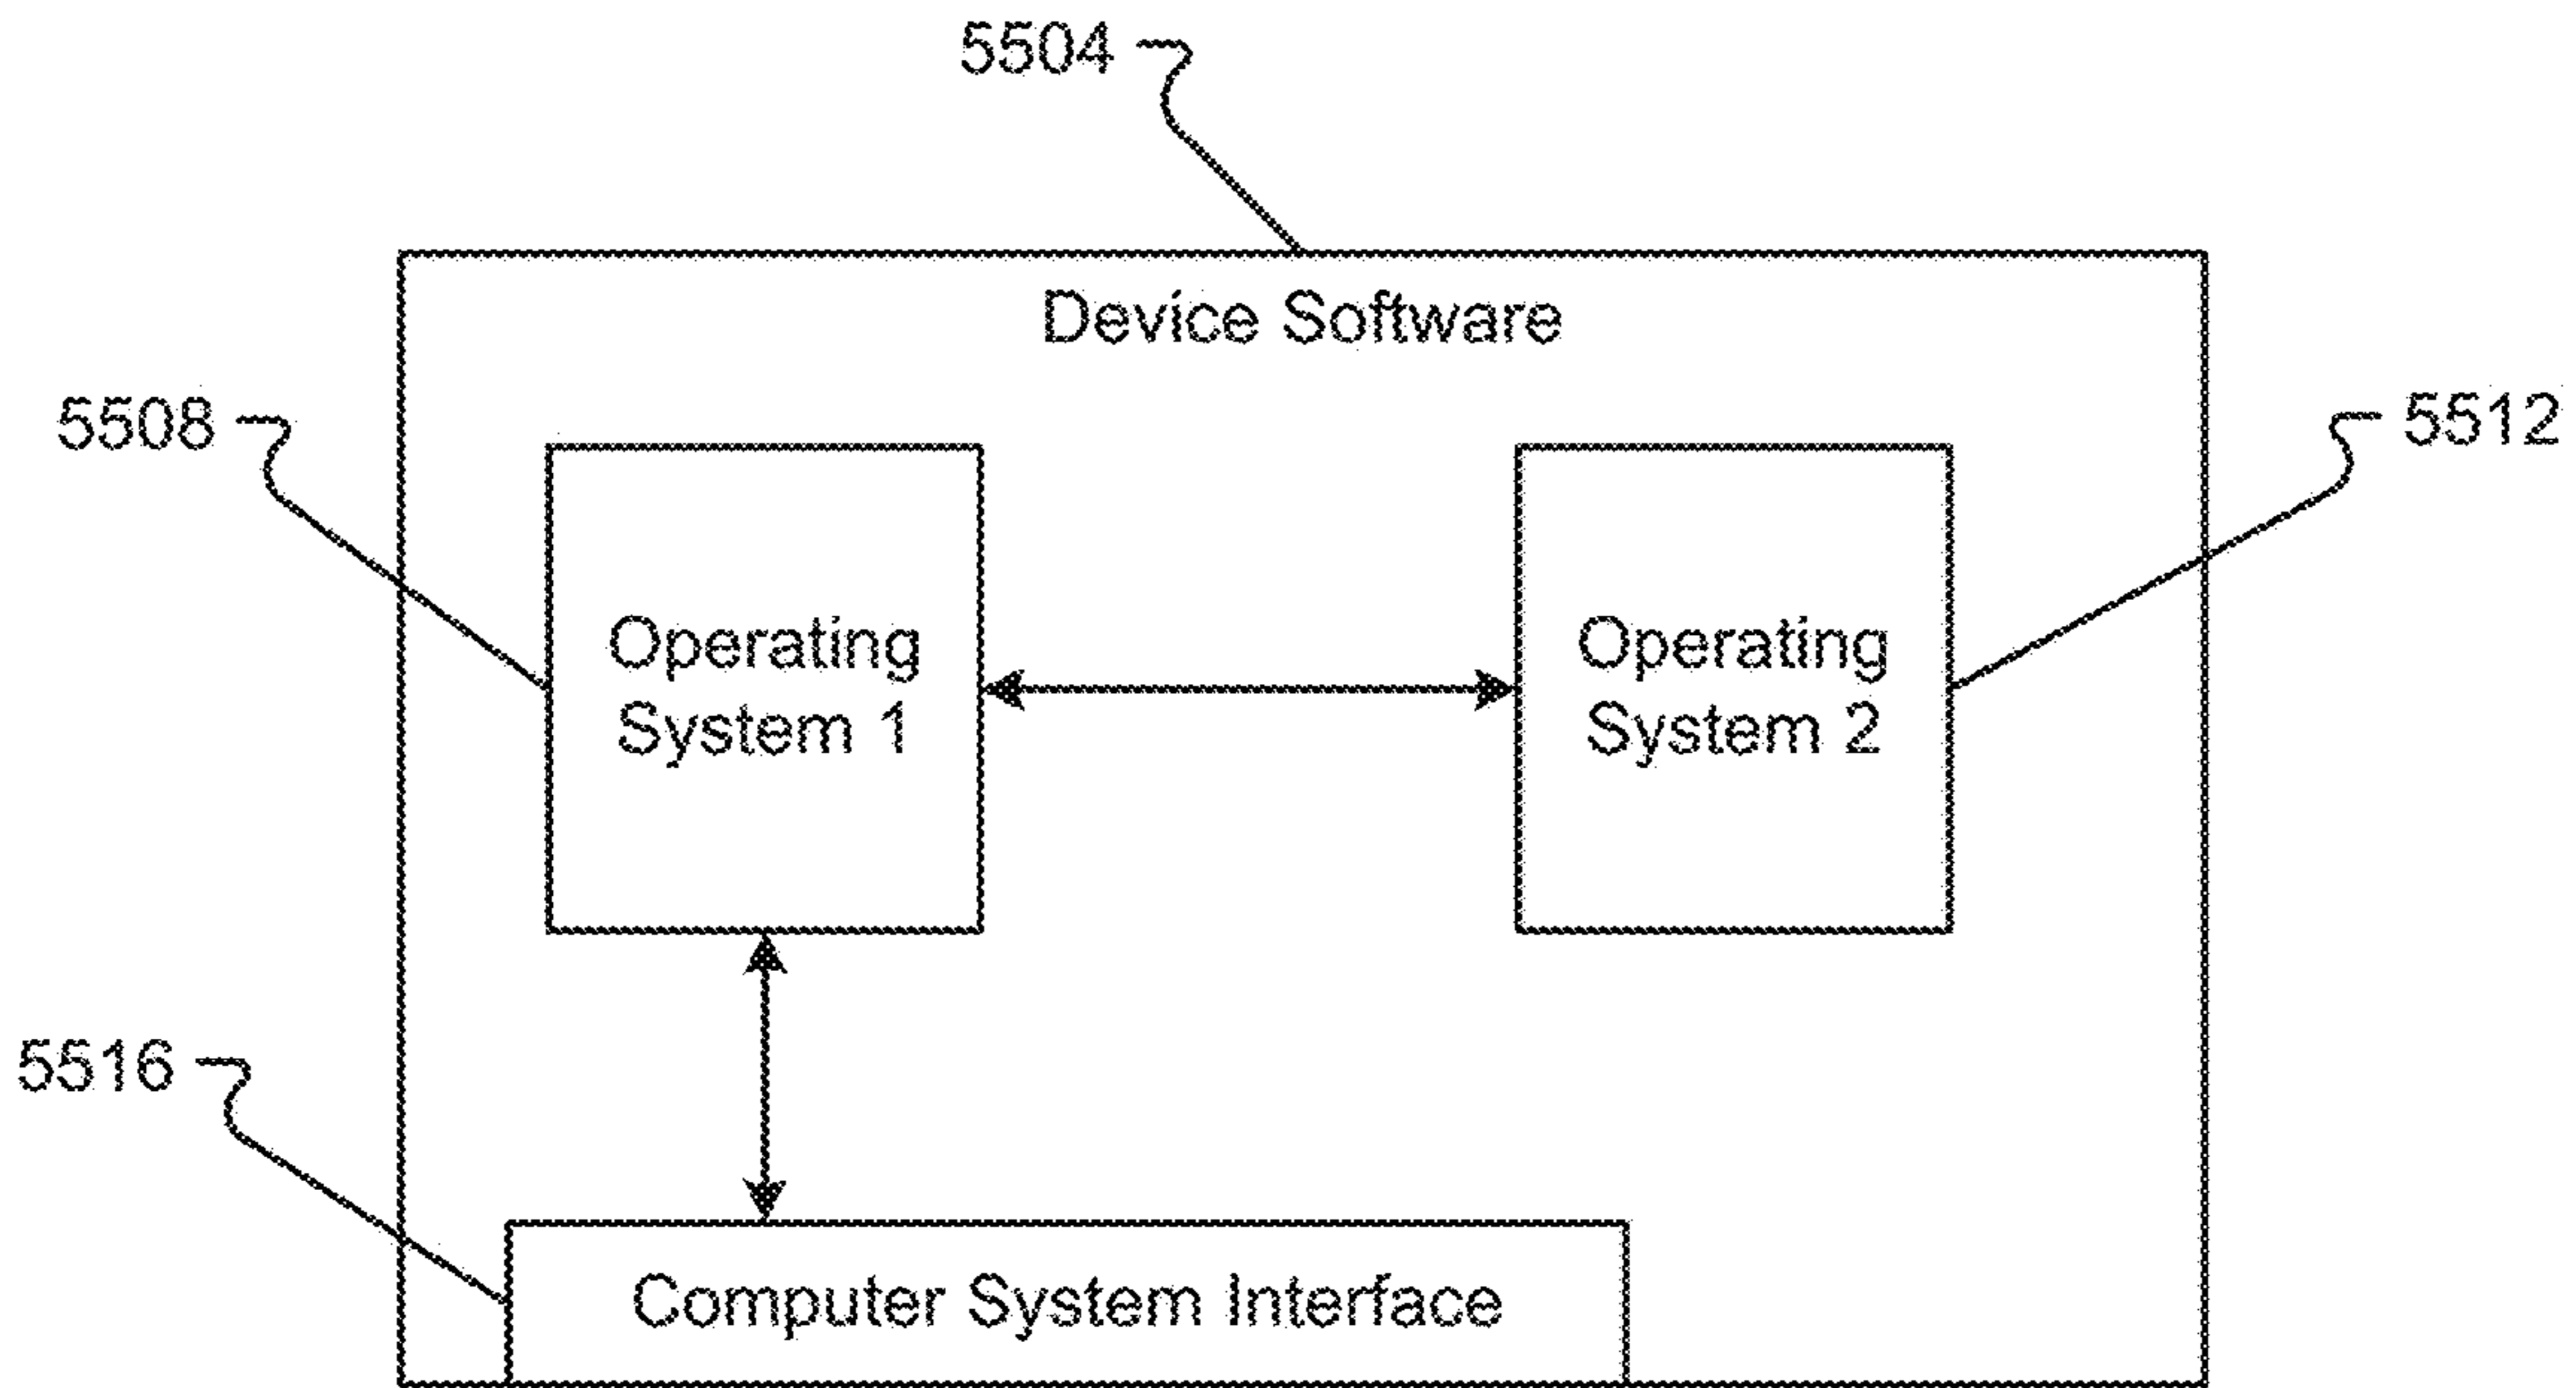 5504
Device Software
5508
5512
Operating
System 1
Operating
System 2
5516
Computer System Interface